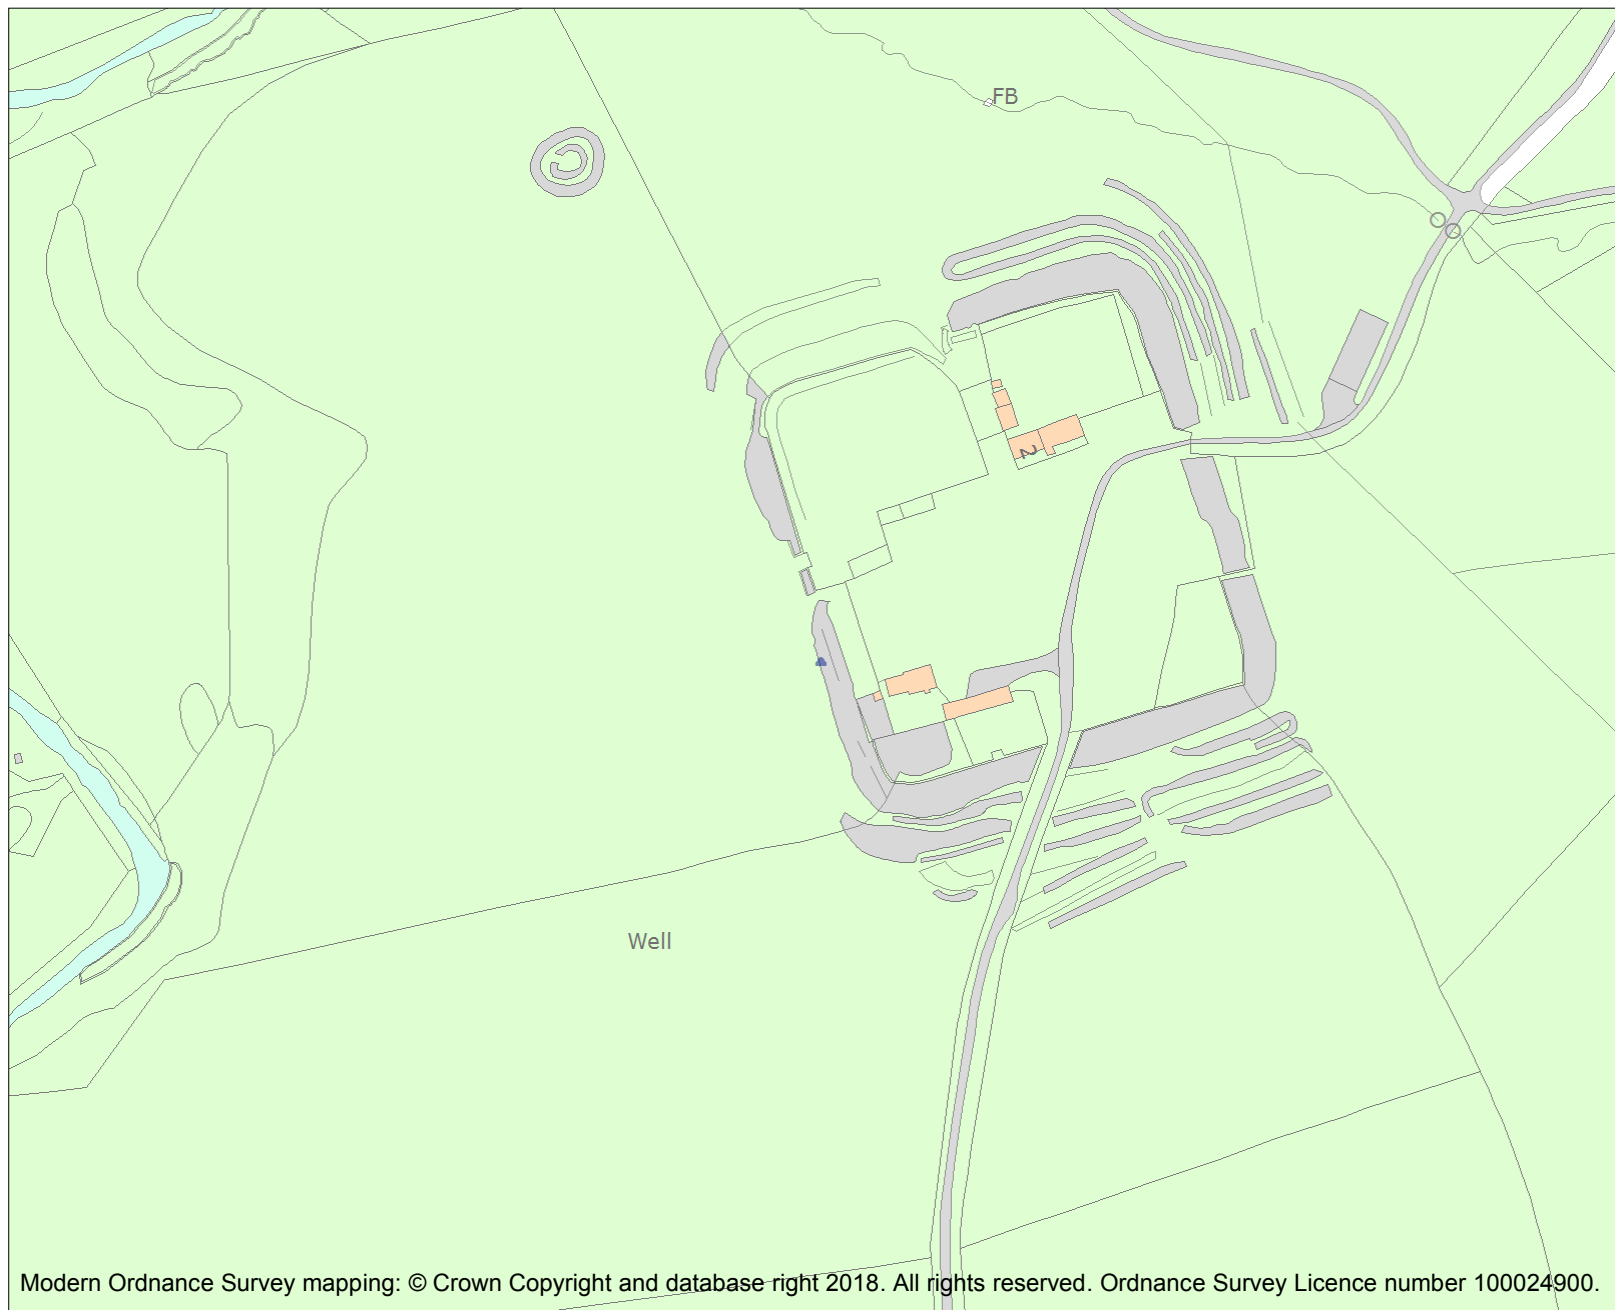 FB
2
Well
Modern Ordnance Survey mapping: © Crown Copyright and database right 2018. All rights reserved. Ordnance Survey Licence number 100024900.